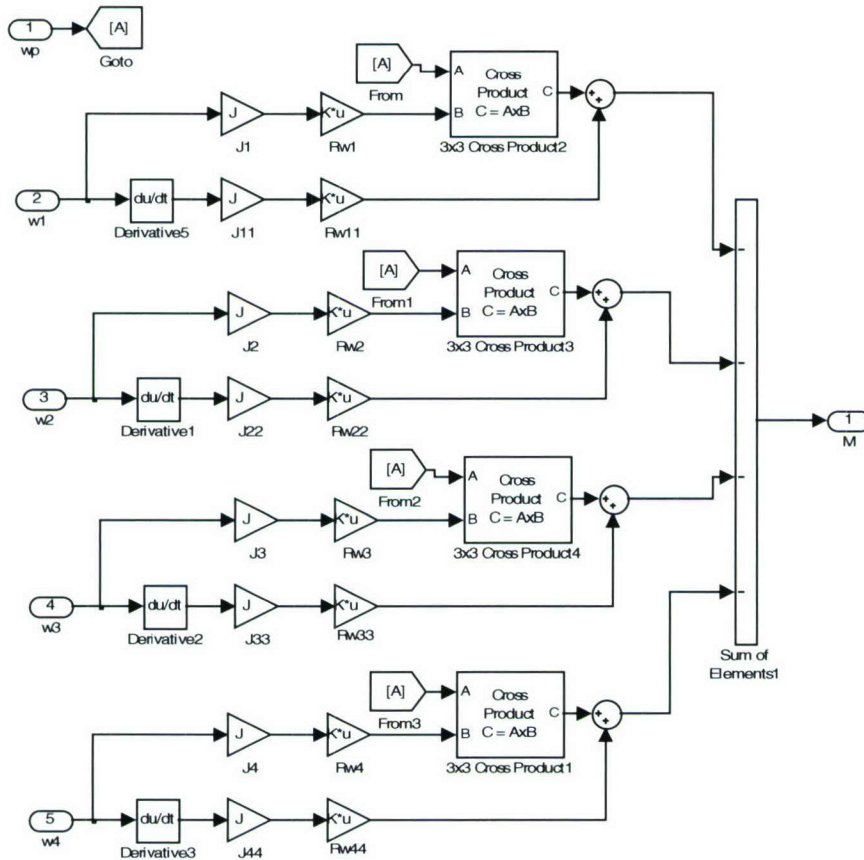 1
wp
[A]
Goto
[A]
From
A
B
Cross
Product
C = AxB
C
3x3 Cross Product2
+
+
J
J1
K*u
Rw1
2
w1
du/dt
Derivative5
J
J11
K*u
Rw11
[A]
From1
A
B
Cross
Product
C = AxB
C
3x3 Cross Product3
+
+
J
J2
K*u
Rw2
3
w2
du/dt
Derivative1
J
J22
K*u
Rw22
[A]
From2
A
B
Cross
Product
C = AxB
C
3x3 Cross Product4
+
+
J
J3
K*u
Rw3
4
w3
du/dt
Derivative2
J
J33
K*u
Rw33
[A]
From3
A
B
Cross
Product
C = AxB
C
3x3 Cross Product1
+
+
J
J4
K*u
Rw4
5
w4
du/dt
Derivative3
J
J44
K*u
Rw44
-
-
-
-
Sum of
Elements1
1
M